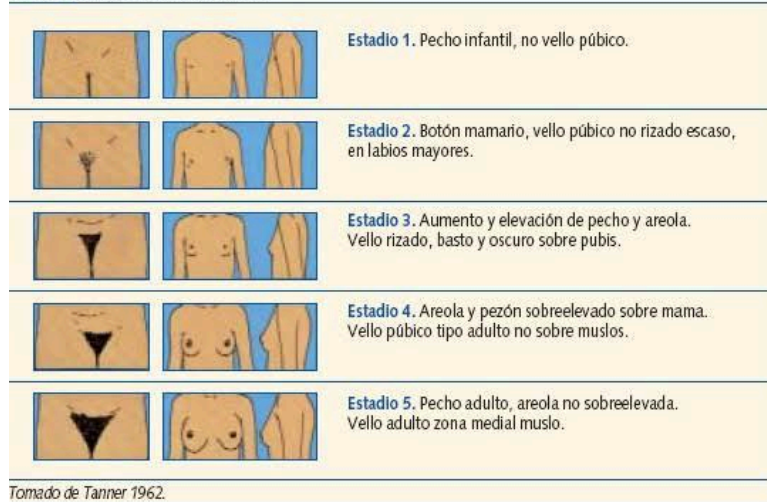 Estadio 1. Pecho infantil, no vello púbico.
Estadio 2. Botón mamario, vello púbico no rizado escaso,
en labios mayores.
Estadio 3. Aumento y elevación de pecho y areola.
Vello rizado, basto y oscuro sobre pubis.
Estadio 4. Areola y pezón sobreelevado sobre mama.
Vello púbico tipo adulto no sobre muslos.
Estadio 5. Pecho adulto, areola no sobreelevada.
Vello adulto zona medial muslo.
Tomado de Tanner 1962.